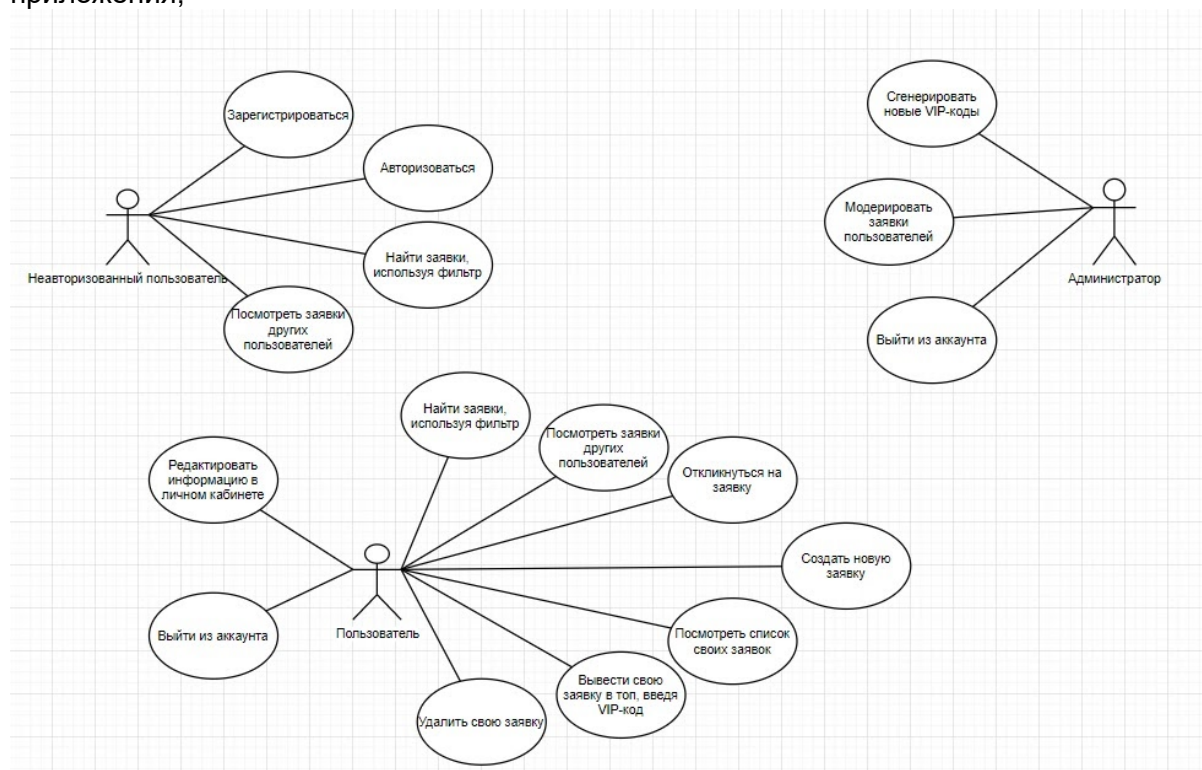 приложения;
Зарегистрироваться
Авторизоваться
Найти заявки,
используя фильтр
Посмотреть заявки
других
пользователей
Неавторизованный пользователь
Сгенерировать
новые VIP-коды
Модерировать
заявки
пользователей
Выйти из аккаунта
Администратор
Найти заявки,
используя фильтр
Посмотреть заявки
других
пользователей
Откликнуться на
заявку
Редактировать
информацию в
личном кабинете
Создать новую
заявку
Выйти из аккаунта
Пользователь
Посмотреть список
своих заявок
Вывести свою
заявку в топ, введя
VIP-код
Удалить свою заявку